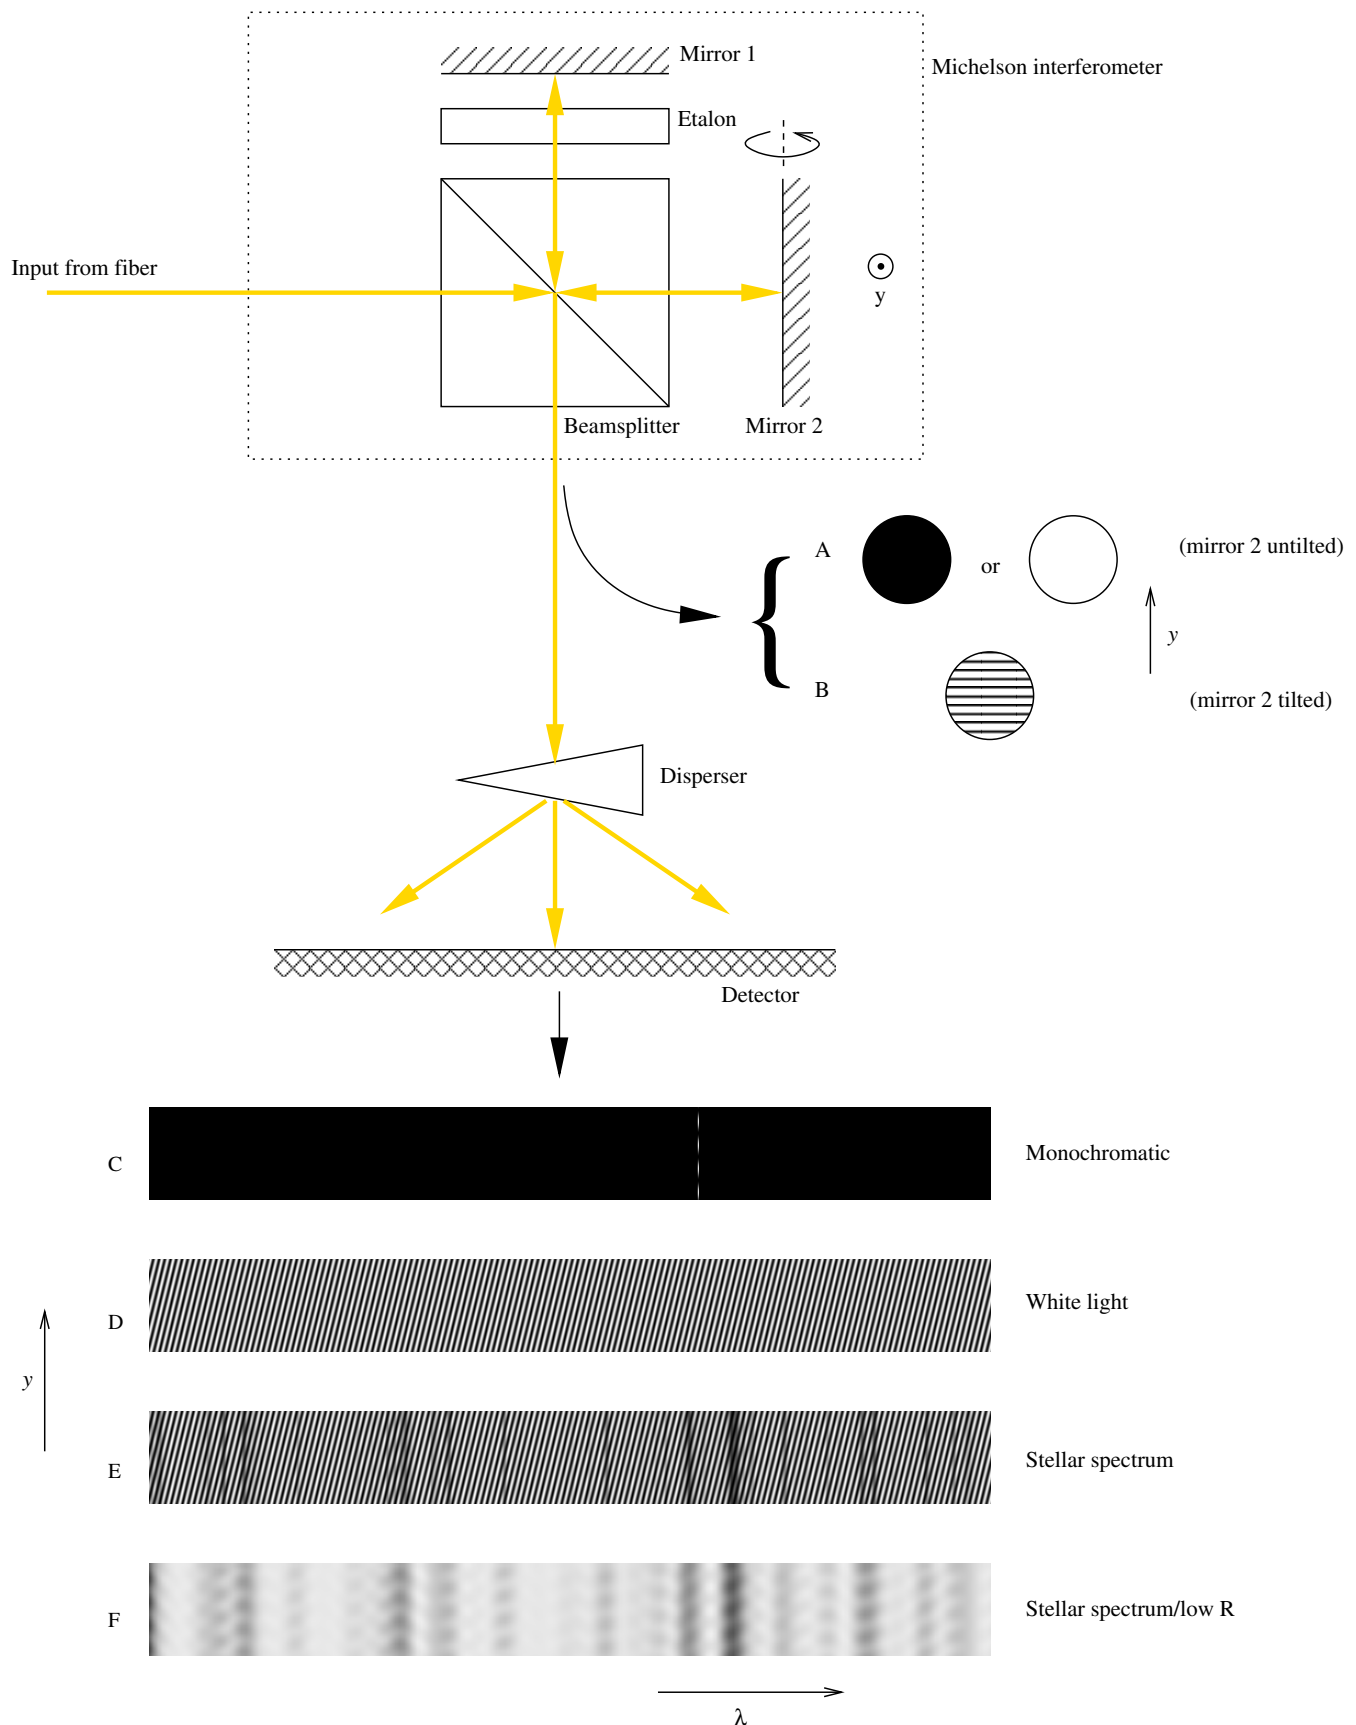 Mirror 1
Michelson interferometer
Etalon
Input from fiber
y
Beamsplitter
Mirror 2
A
or
(mirror 2 untilted)
y
B
(mirror 2 tilted)
{
Disperser
Detector
C
Monochromatic
D
White light
y
E
Stellar spectrum
F
Stellar spectrum/low R
λ